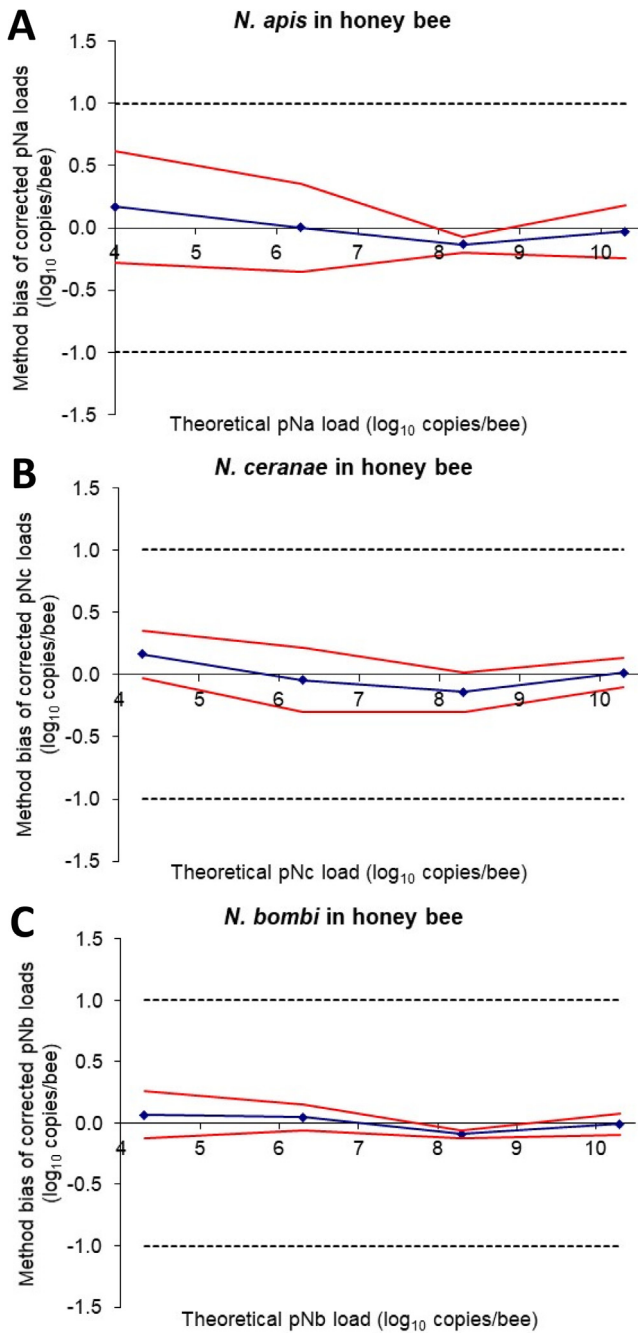 A
N. apis in honey bee
Method bias of corrected pNa loads
(log10 copies/bee)
1.5
1.0
0.5
0.0
-0.5
-1.0
-1.5
4 5 6 7 8 9 10
Theoretical pNa load (log10 copies/bee)
B
N. ceranae in honey bee
Method bias of corrected pNc loads
(log10 copies/bee)
1.5
1.0
0.5
0.0
-0.5
-1.0
-1.5
4 5 6 7 8 9 10
Theoretical pNc load (log10 copies/bee)
C
N. bombi in honey bee
Method bias of corrected pNb loads
(log10 copies/bee)
1.5
1.0
0.5
0.0
-0.5
-1.0
-1.5
4 5 6 7 8 9 10
Theoretical pNb load (log10 copies/bee)